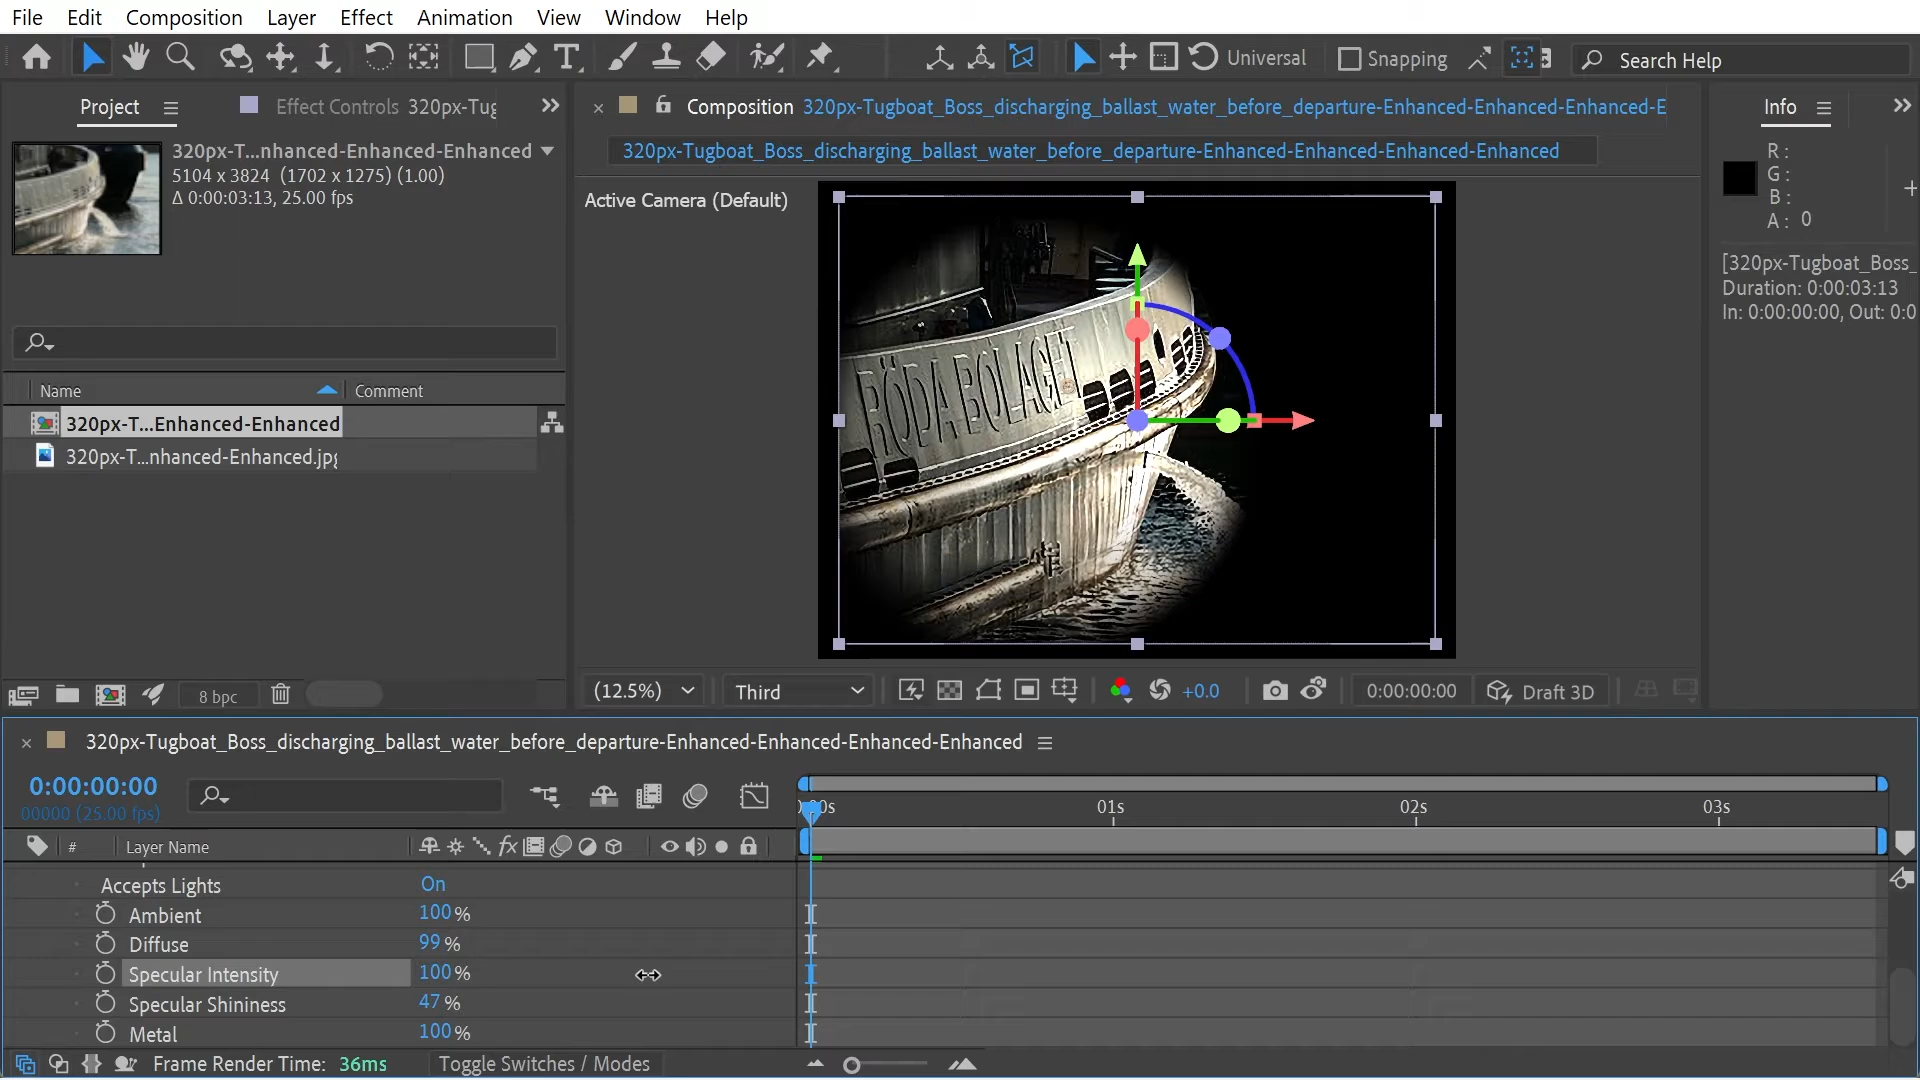 File Edit Composition Layer Effect Animation View Window Help
Universal Snapping Search Help
Project Effect Controls 320px-Tug
Composition 320px-Tugboat_Boss_discharging_ballast_water_before_departure-Enhanced-Enhanced-Enhanced-E
Info
320px-T...nhanced-Enhanced-Enhanced
5104 x 3824 (1702 x 1275) (1.00)
Δ 0:00:03:13, 25.00 fps
320px-Tugboat_Boss_discharging_ballast_water_before_departure-Enhanced-Enhanced-Enhanced-Enhanced
Active Camera (Default)
R:
G:
B:
A: 0
[320px-Tugboat_Boss_
Duration: 0:00:03:13
In: 0:00:00:00, Out: 0:0
RÖDA BOLAGET
Name Comment
320px-T...Enhanced-Enhanced
320px-T...nhanced-Enhanced.jpg
8 bpc
(12.5%) Third +0.0 0:00:00:00 Draft 3D
320px-Tugboat_Boss_discharging_ballast_water_before_departure-Enhanced-Enhanced-Enhanced-Enhanced
0:00:00:00
00000 (25.00 fps)
0s 01s 02s 03s
# Layer Name fx
Accepts Lights On
Ambient 100%
Diffuse 99%
Specular Intensity 100%
Specular Shininess 47%
Metal 100%
Frame Render Time: 36ms Toggle Switches / Modes